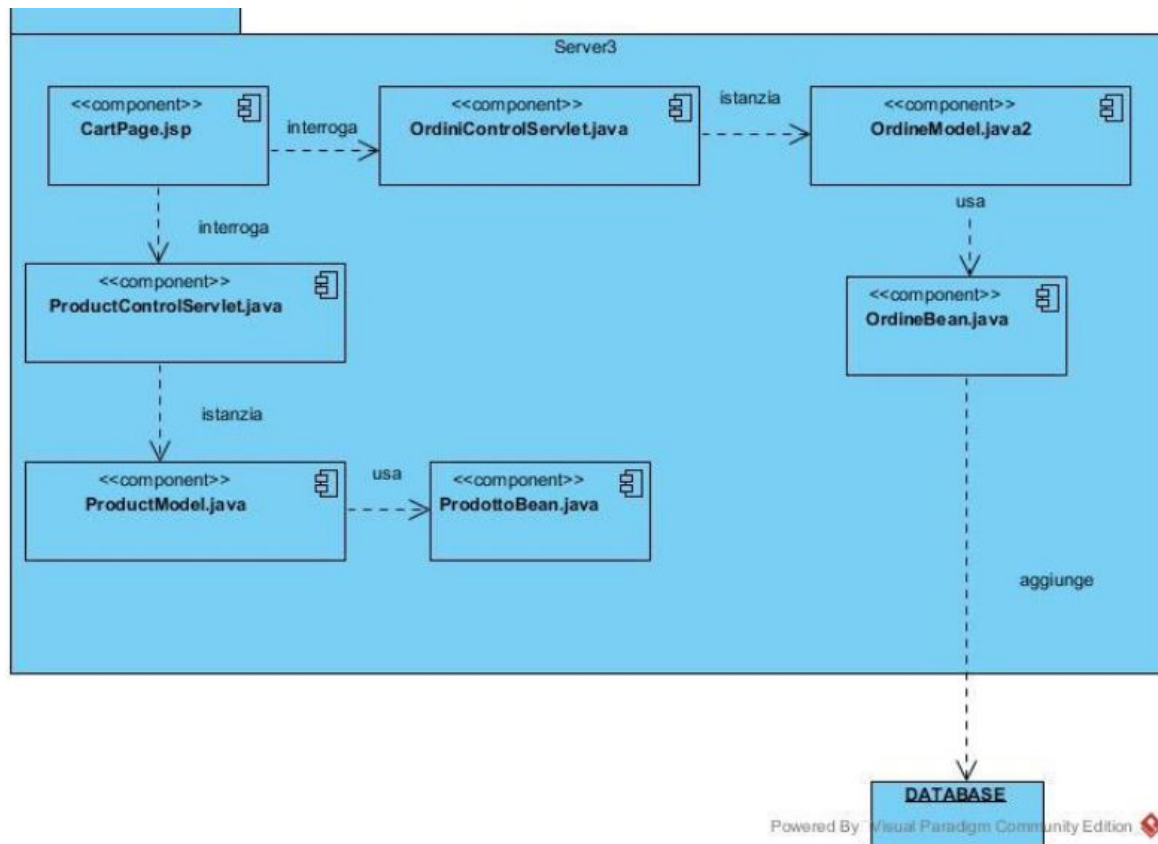 Server3
<<component>>
CartPage.jsp
interroga
<<component>>
OrdiniControlServlet.java
istanzia
<<component>>
OrdineModel.java2
interroga
usa
<<component>>
ProductControlServlet.java
<<component>>
OrdineBean.java
istanzia
<<component>>
ProductModel.java
usa
<<component>>
ProdottoBean.java
aggiunge
DATABASE
Powered By Visual Paradigm Community Edition